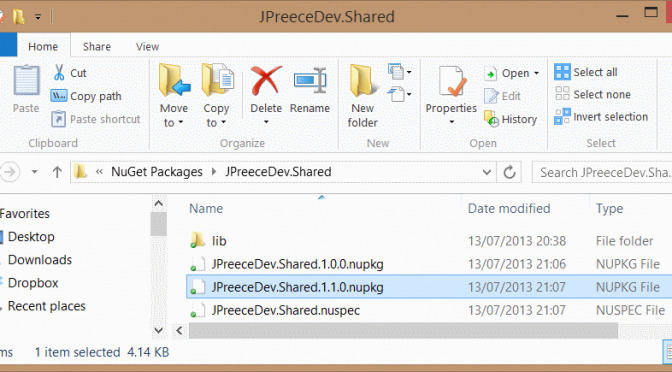 JPreeceDev.Shared
Home Share View
Cut
Copy path
Paste
Paste shortcut
Clipboard
Move to
Copy to
Delete
Rename
Organize
New folder
New
Properties
Open
Edit
History
Open
Select all
Select none
Invert selection
Select
« NuGet Packages JPreeceDev.Shared
Search JPreeceDev.Sha...
Favorites
Desktop
Downloads
Dropbox
Recent places
Name Date modified Type
lib 13/07/2013 20:38 File folder
JPreeceDev.Shared.1.0.0.nupkg 13/07/2013 21:06 NUPKG File
JPreeceDev.Shared.1.1.0.nupkg 13/07/2013 21:07 NUPKG File
JPreeceDev.Shared.nuspec 13/07/2013 21:07 NUSPEC File
ms 1 item selected 4.14 KB